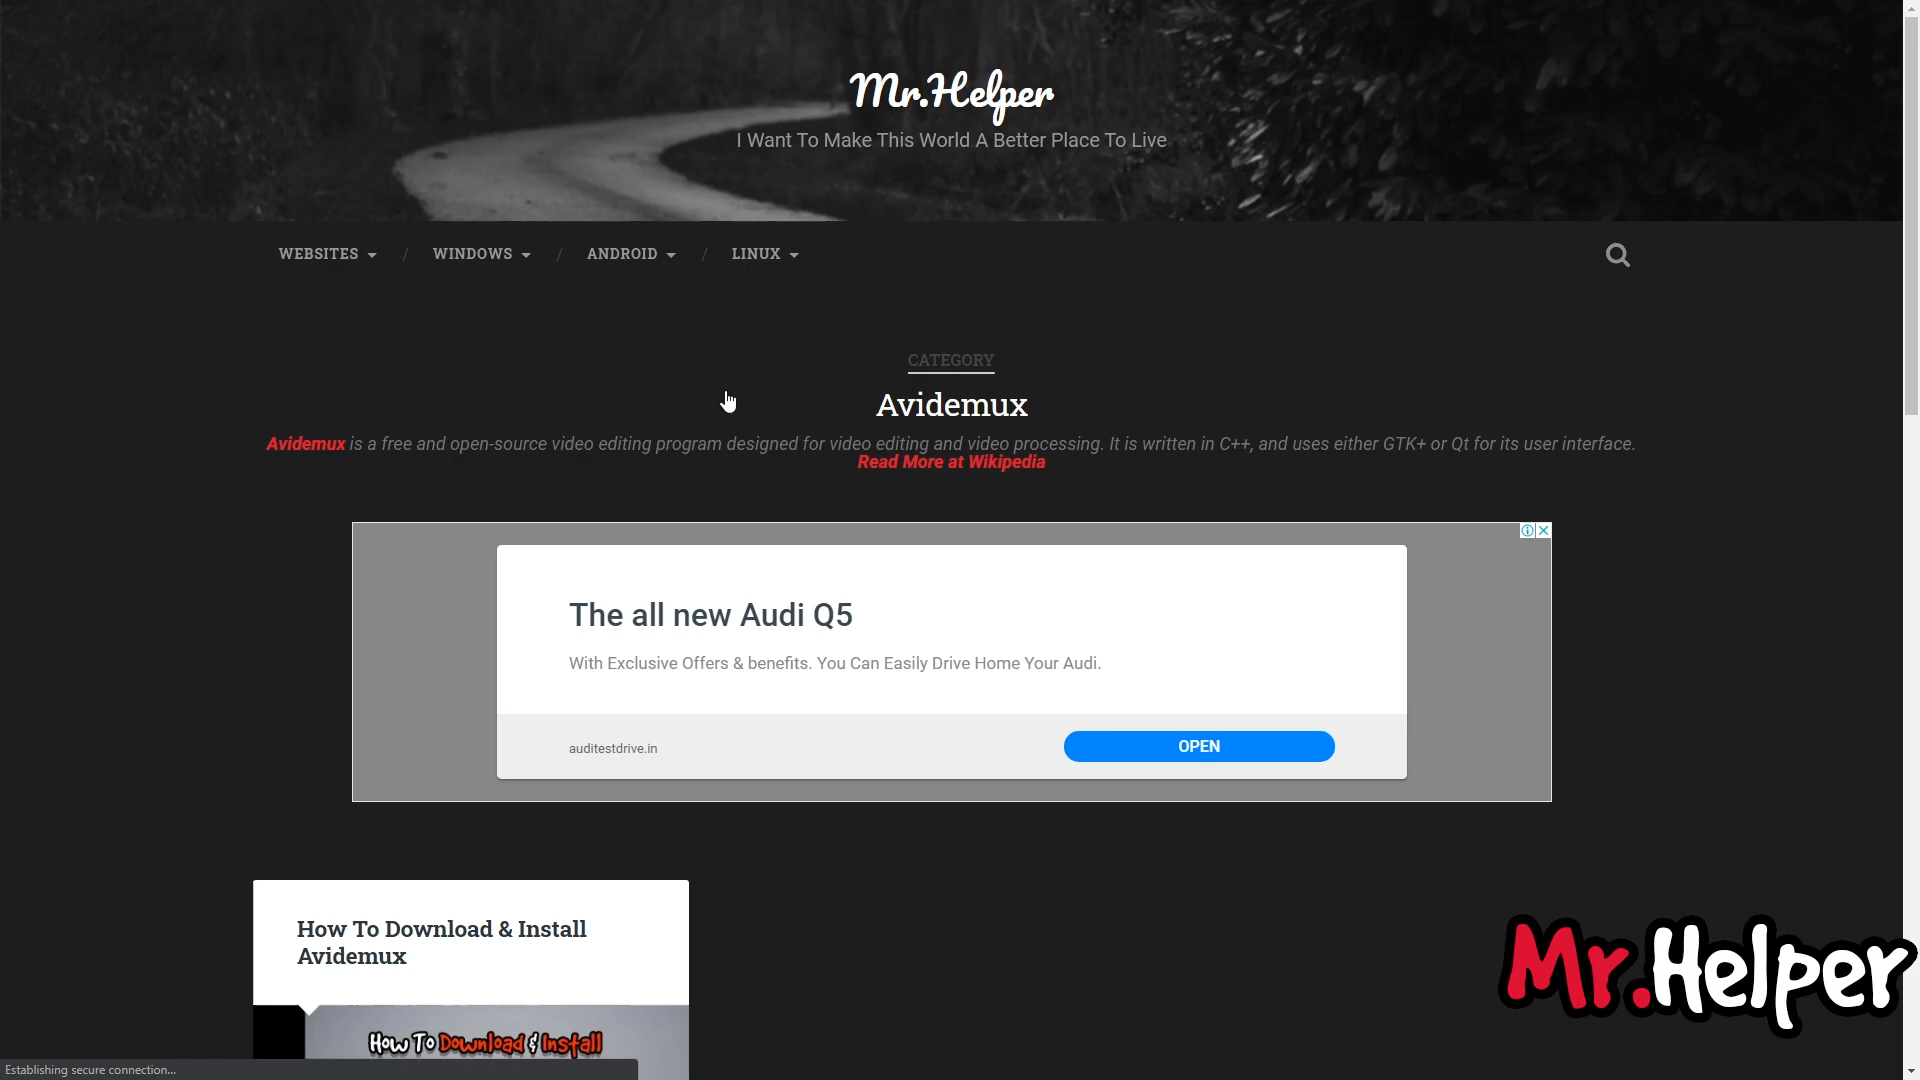 Mr.Helper
I Want To Make This World A Better Place To Live
WEBSITES / WINDOWS / ANDROID / LINUX
CATEGORY
Avidemux
Avidemux is a free and open-source video editing program designed for video editing and video processing. It is written in C++, and uses either GTK+ or Qt for its user interface.
Read More at Wikipedia
The all new Audi Q5
With Exclusive Offers & benefits. You Can Easily Drive Home Your Audi.
auditestdrive.in
OPEN
How To Download & Install
Avidemux
How To Download & Install
Mr.Helper
Establishing secure connection...